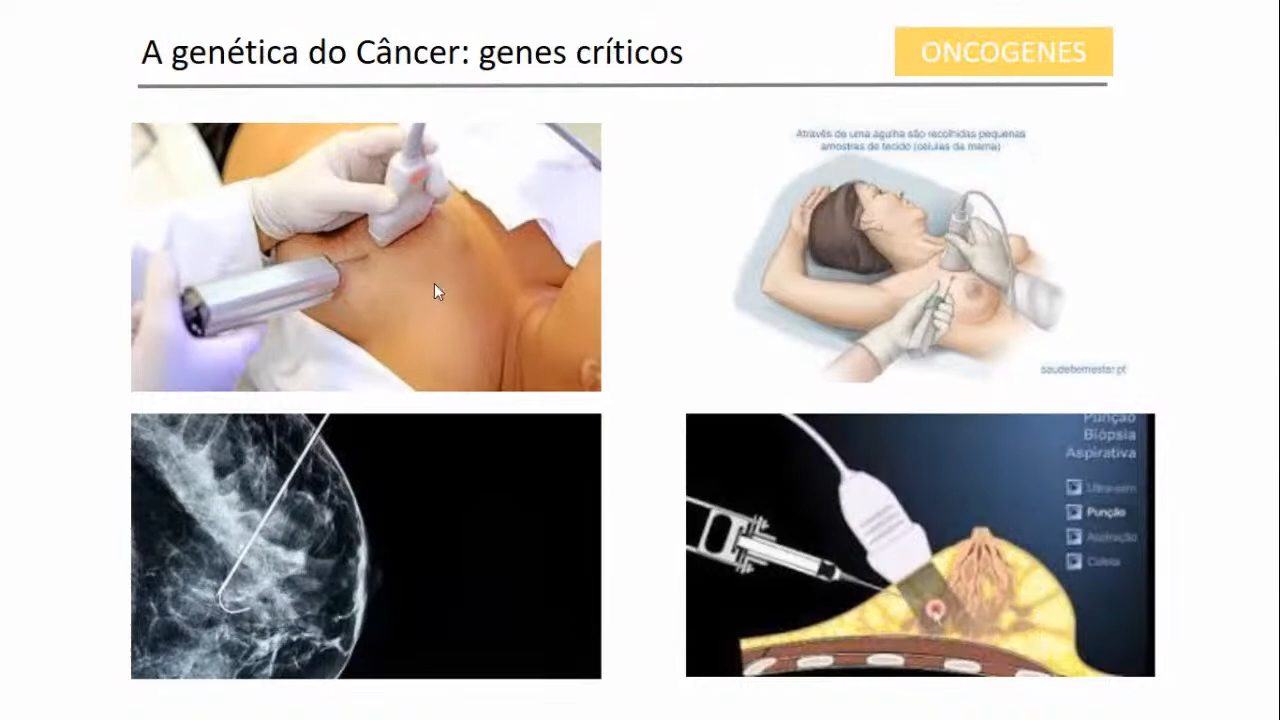 A genética do Câncer: genes críticos
ONCOGENES
Através de uma agulha são recolhidas pequenas
amostras de tecido (células da mama)
saudebemestar.pt
Punção
Biópsia
Aspirativa
Ultra-som
Punção
Aspiração
Coleta